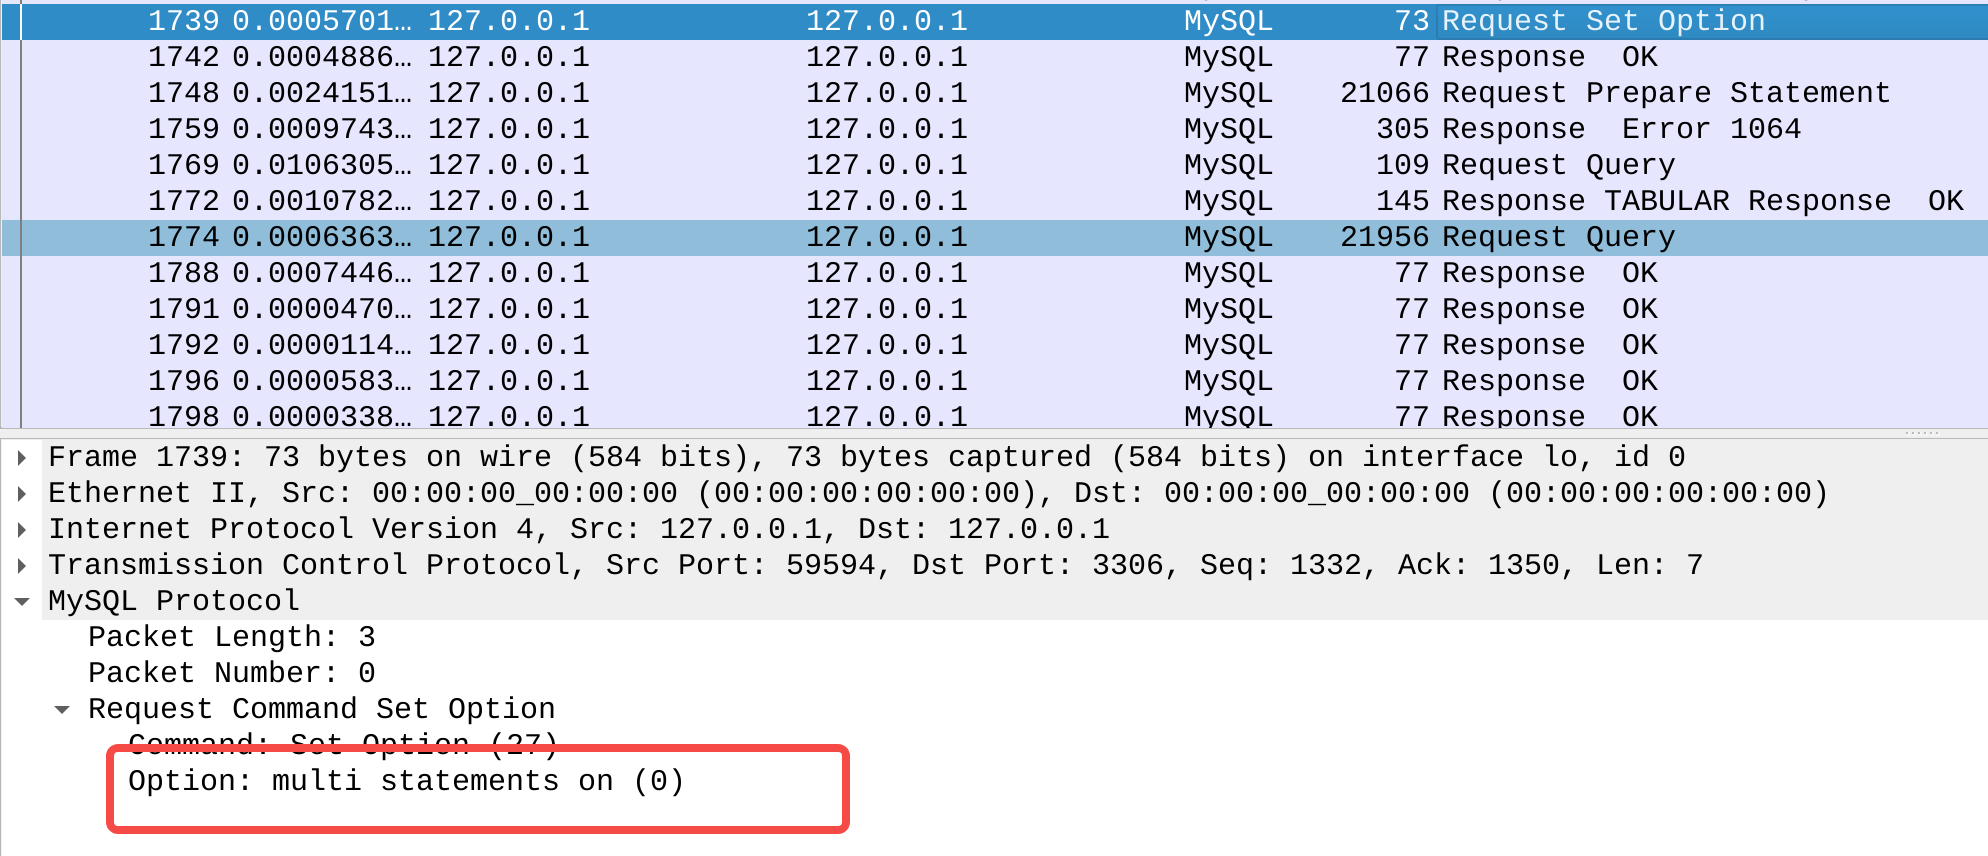 1739 0.0005701… 127.0.0.1 127.0.0.1 MySQL 73 Request Set Option
1742 0.0004886… 127.0.0.1 127.0.0.1 MySQL 77 Response  OK
1748 0.0024151… 127.0.0.1 127.0.0.1 MySQL 21066 Request Prepare Statement
1759 0.0009743… 127.0.0.1 127.0.0.1 MySQL 305 Response  Error 1064
1769 0.0106305… 127.0.0.1 127.0.0.1 MySQL 109 Request Query
1772 0.0010782… 127.0.0.1 127.0.0.1 MySQL 145 Response TABULAR Response  OK
1774 0.0006363… 127.0.0.1 127.0.0.1 MySQL 21956 Request Query
1788 0.0007446… 127.0.0.1 127.0.0.1 MySQL 77 Response  OK
1791 0.0000470… 127.0.0.1 127.0.0.1 MySQL 77 Response  OK
1792 0.0000114… 127.0.0.1 127.0.0.1 MySQL 77 Response  OK
1796 0.0000583… 127.0.0.1 127.0.0.1 MySQL 77 Response  OK
1798 0.0000338… 127.0.0.1 127.0.0.1 MySQL 77 Response  OK
Frame 1739: 73 bytes on wire (584 bits), 73 bytes captured (584 bits) on interface lo, id 0
Ethernet II, Src: 00:00:00_00:00:00 (00:00:00:00:00:00), Dst: 00:00:00_00:00:00 (00:00:00:00:00:00)
Internet Protocol Version 4, Src: 127.0.0.1, Dst: 127.0.0.1
Transmission Control Protocol, Src Port: 59594, Dst Port: 3306, Seq: 1332, Ack: 1350, Len: 7
MySQL Protocol
Packet Length: 3
Packet Number: 0
Request Command Set Option
Command: Set Option (27)
Option: multi statements on (0)